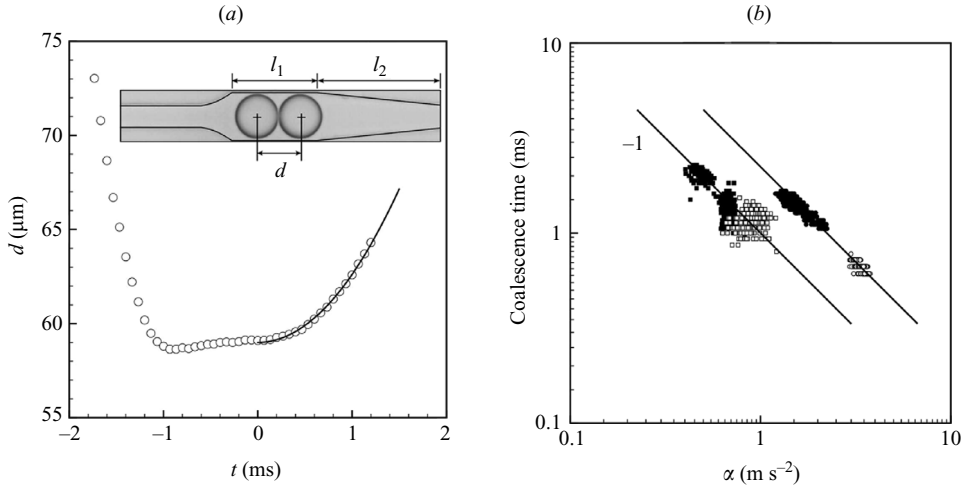 (a)
75
70
65
60
55
d (μm)
−2
−1
0
1
2
t (ms)
l1
l2
d
(b)
10
1
0.1
Coalescence time (ms)
−1
0.1
1
10
α (m s−2)